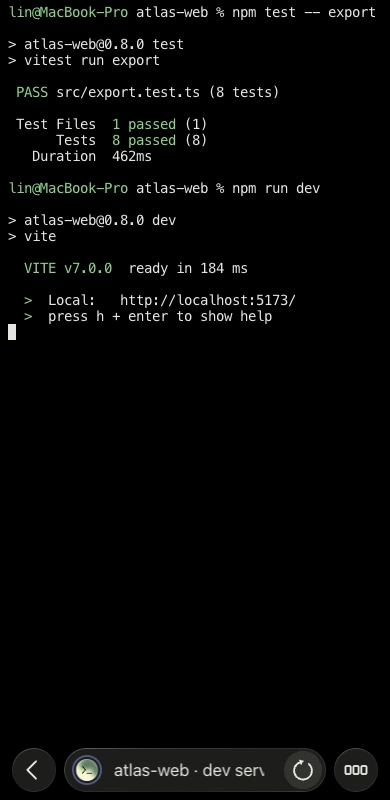 lin@MacBook-Pro atlas-web % npm test -- export
> atlas-web@0.8.0 test
> vitest run export
PASS src/export.test.ts (8 tests)
Test Files  1 passed (1)
Tests  8 passed (8)
Duration  462ms
lin@MacBook-Pro atlas-web % npm run dev
> atlas-web@0.8.0 dev
> vite
VITE v7.0.0  ready in 184 ms
>  Local:   http://localhost:5173/
>  press h + enter to show help
atlas-web · dev serv